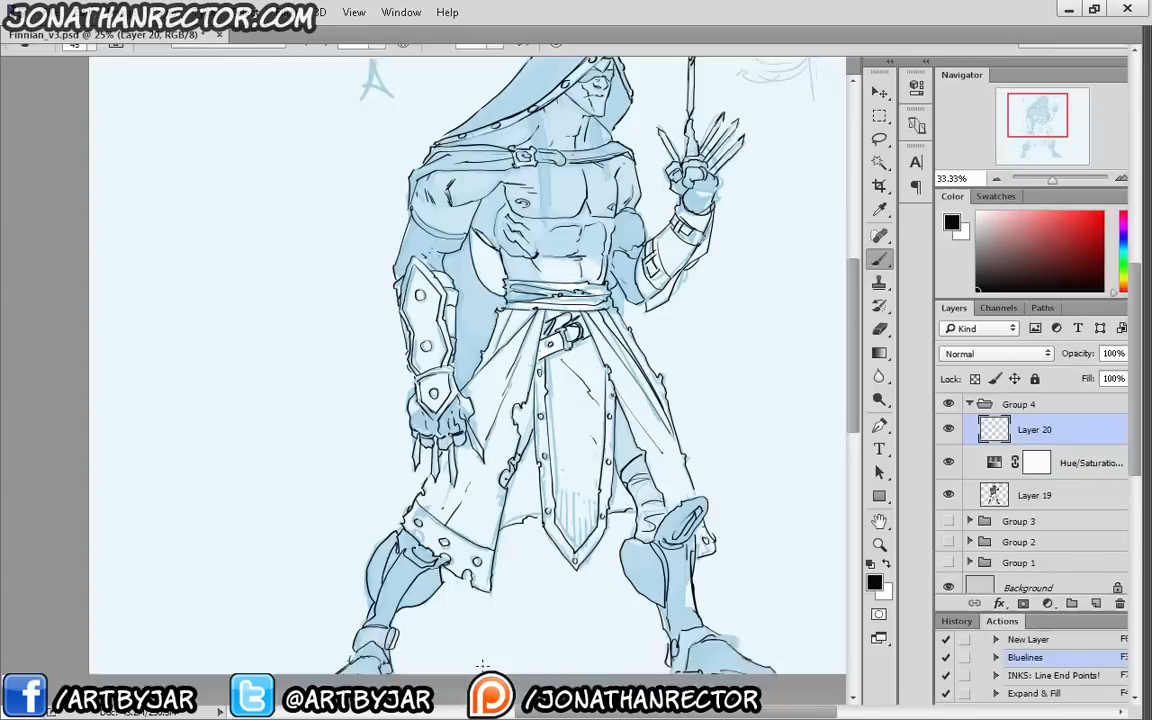 JONATHANRECTOR.COM
3D View Window Help
Finnian_v3.psd @ 25% (Layer 20, RGB/8) *
Navigator
33.33%
Color Swatches
Layers Channels Paths
Kind
Normal Opacity: 100%
Lock: Fill: 100%
Group 4
Layer 20
Hue/Saturatio...
Layer 19
Group 3
Group 2
Group 1
Background
fx
History Actions
New Layer
Bluelines
INKS: Line End Points!
Expand & Fill
/ARTBYJAR @ARTBYJAR /JONATHANRECTOR